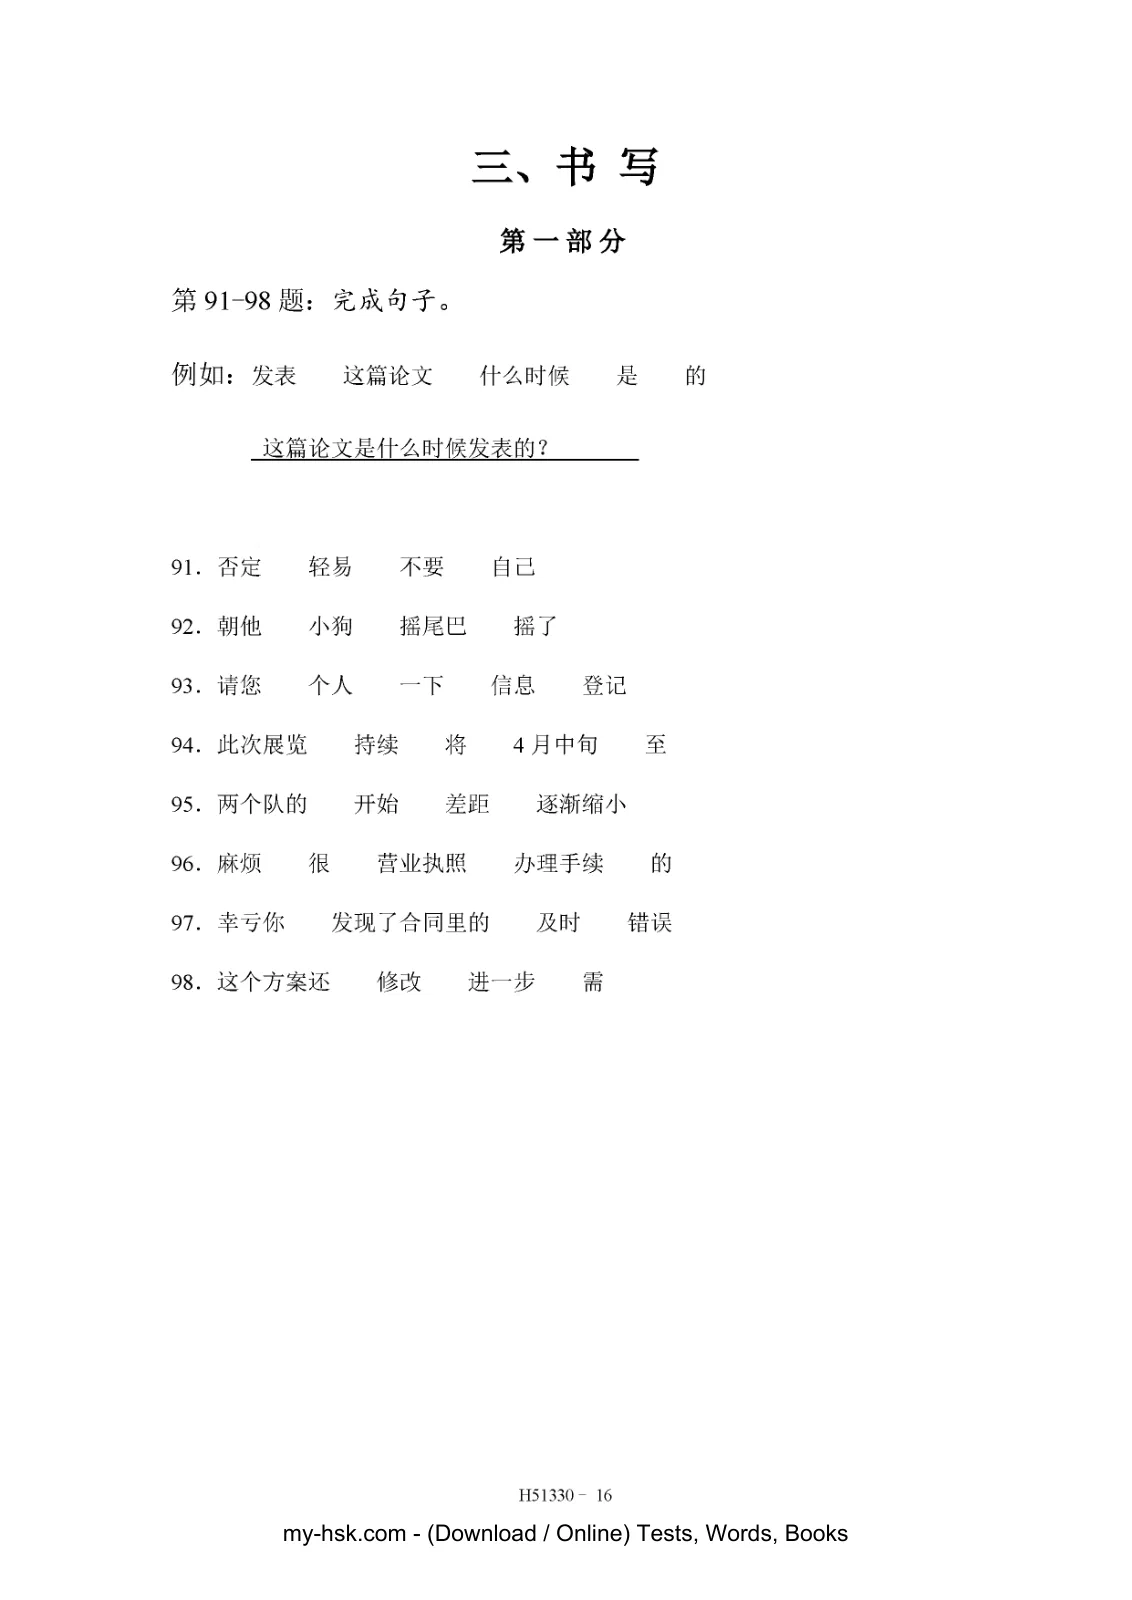 三、书 写
第一部分
第 91-98 题：完成句子。
例如：发表 这篇论文 什么时候 是 的
这篇论文是什么时候发表的？
91．否定 轻易 不要 自己
92．朝他 小狗 摇尾巴 摇了
93．请您 个人 一下 信息 登记
94．此次展览 持续 将 4 月中旬 至
95．两个队的 开始 差距 逐渐缩小
96．麻烦 很 营业执照 办理手续 的
97．幸亏你 发现了合同里的 及时 错误
98．这个方案还 修改 进一步 需
H51330 - 16
my-hsk.com - (Download / Online) Tests, Words, Books